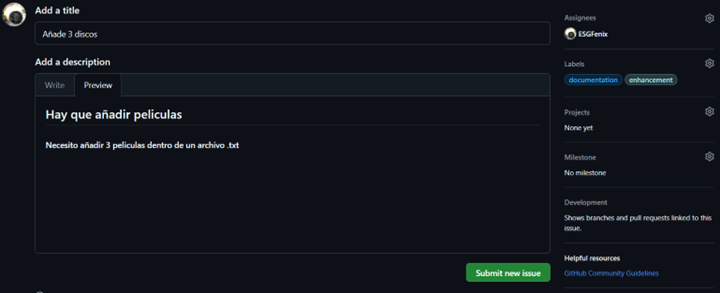 Add a title
Añade 3 discos
Add a description
Write
Preview
Hay que añadir peliculas
Necesito añadir 3 peliculas dentro de un archivo .txt
Submit new issue
Assignees
ESGFenix
Labels
documentation
enhancement
Projects
None yet
Milestone
No milestone
Development
Shows branches and pull requests linked to this
issue.
Helpful resources
GitHub Community Guidelines